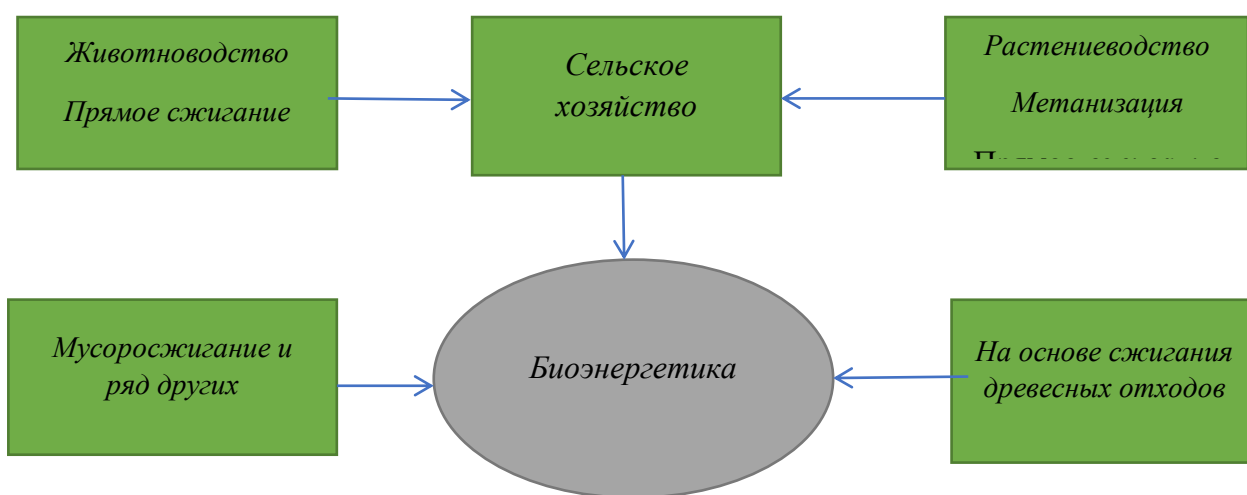 Животноводство
Прямое сжигание
Сельское
хозяйство
Растениеводство
Метанизация
Мусоросжигание и
ряд других
Биоэнергетика
На основе сжигания
древесных отходов